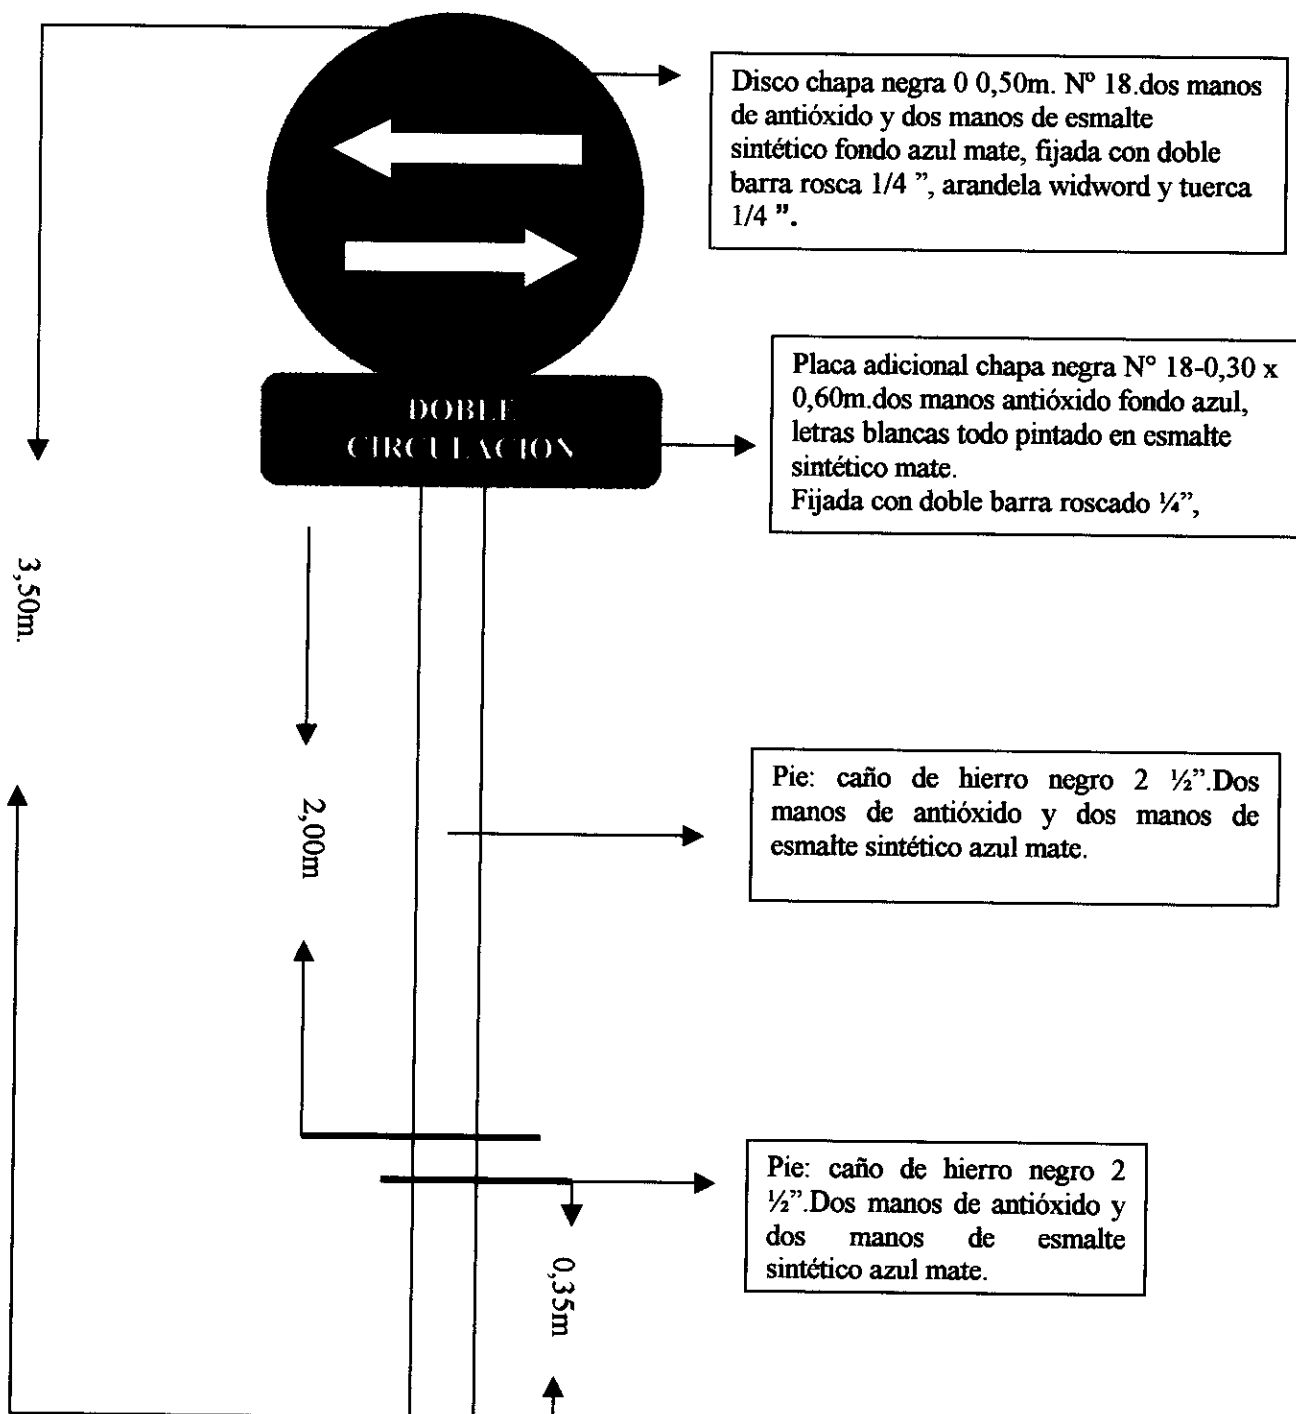 Disco chapa negra 0 0,50m. Nº 18.dos manos
de antióxido y dos manos de esmalte
sintético fondo azul mate, fijada con doble
barra rosca 1/4 ”, arandela widword y tuerca
1/4 ”.
DOBLE
CIRCULACION
Placa adicional chapa negra Nº 18-0,30 x
0,60m.dos manos antióxido fondo azul,
letras blancas todo pintado en esmalte
sintético mate.
Fijada con doble barra roscado ¼”,
3,50m.
2,00m
Pie: caño de hierro negro 2 ½”.Dos
manos de antióxido y dos manos de
esmalte sintético azul mate.
Pie: caño de hierro negro 2
½”.Dos manos de antióxido y
dos manos de esmalte
sintético azul mate.
0,35m